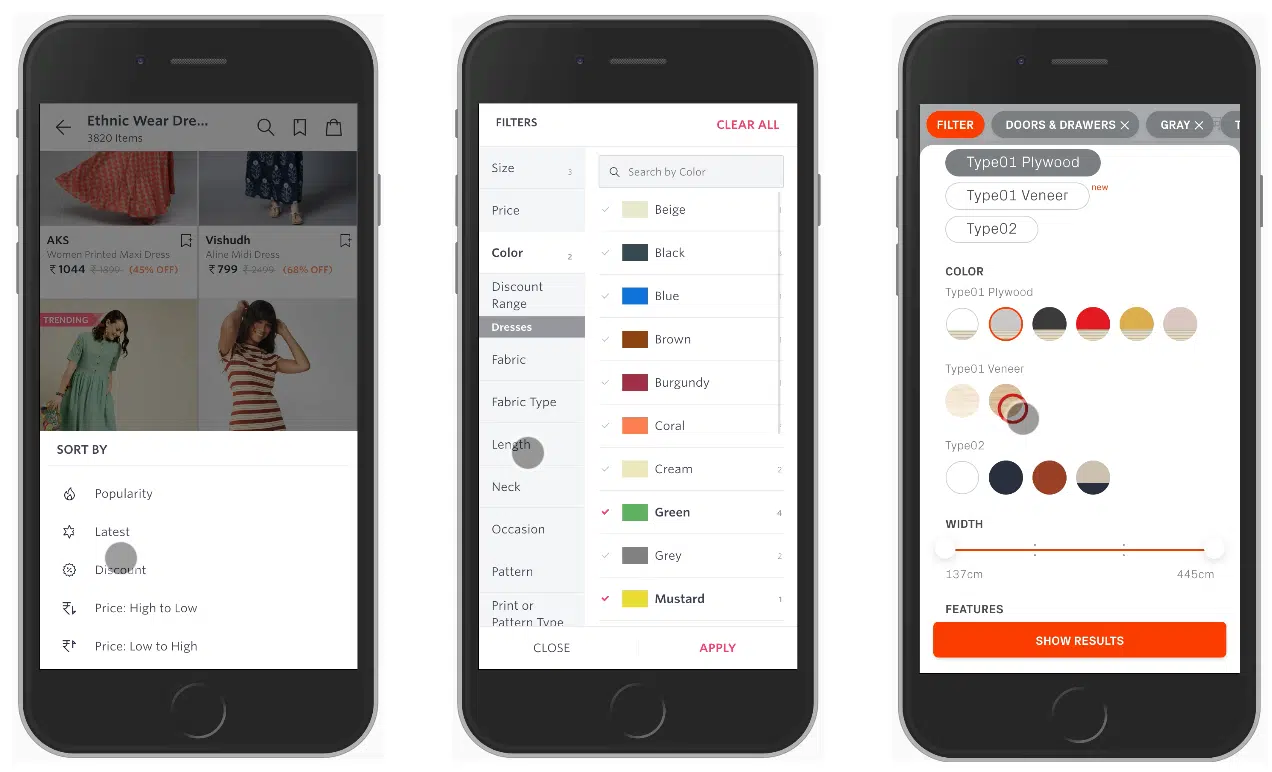 Ethnic Wear Dre...
3820 Items
AKS
Women Printed Maxi Dress
₹ 1044 ₹ 1899 (45% OFF)
Vishudh
Aline Midi Dress
₹ 799 ₹ 2499 (68% OFF)
TRENDING
SORT BY
Popularity
Latest
Discount
Price: High to Low
Price: Low to High
FILTERS
CLEAR ALL
Size 3
Price
Color 2
Discount
Range
Dresses
Fabric
Fabric Type
Length
Neck
Occasion
Pattern
Print or
Pattern Type
Search by Color
Beige
Black
Blue
Brown
Burgundy
Coral
Cream 2
Green 4
Grey 2
Mustard 1
CLOSE
APPLY
FILTER
DOORS & DRAWERS ×
GRAY ×
Type01 Plywood
Type01 Veneer new
Type02
COLOR
Type01 Plywood
Type01 Veneer
Type02
WIDTH
137cm 445cm
FEATURES
SHOW RESULTS